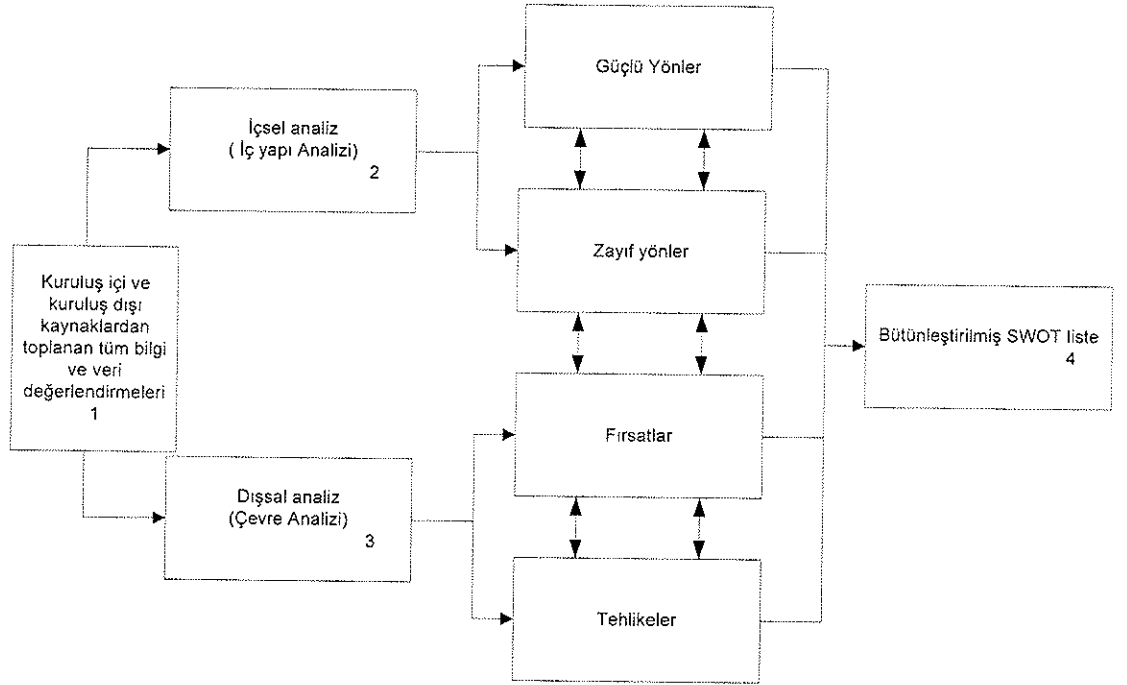 Kuruluş içi ve
kuruluş dışı
kaynaklardan
toplanan tüm bilgi
ve veri
değerlendirmeleri
1
İçsel analiz
( İç yapı Analizi)
2
Dışsal analiz
(Çevre Analizi)
3
Güçlü Yönler
Zayıf yönler
Fırsatlar
Tehlikeler
Bütünleştirilmiş SWOT liste
4